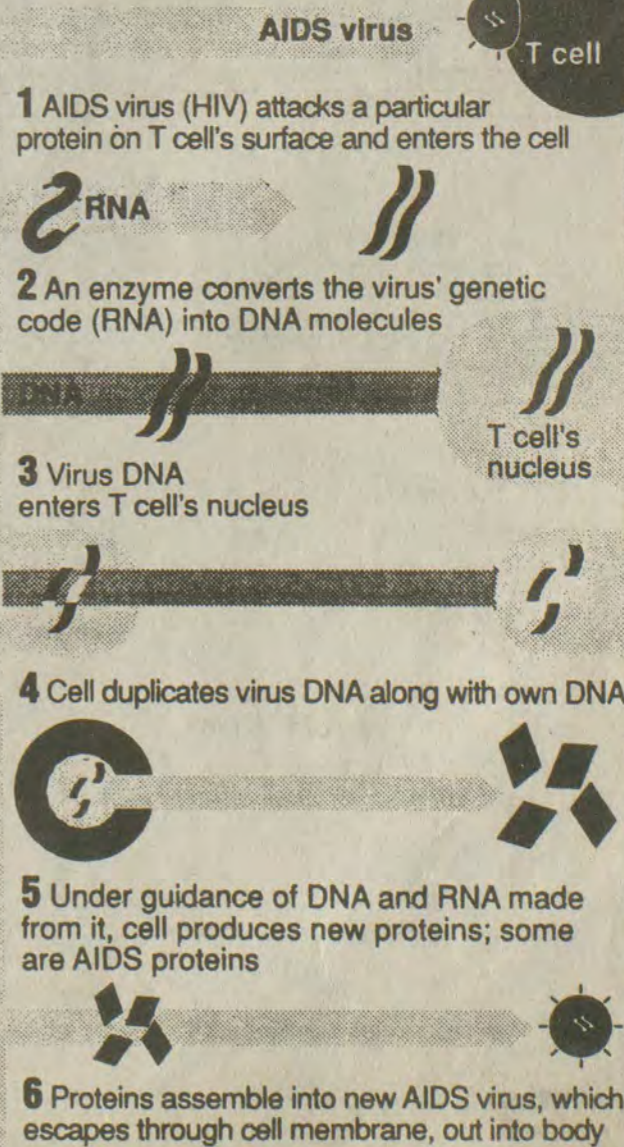 AIDS virus
T cell
1 AIDS virus (HIV) attacks a particular
protein on T cell's surface and enters the cell
RNA
2 An enzyme converts the virus' genetic
code (RNA) into DNA molecules
DNA
T cell's
nucleus
3 Virus DNA
enters T cell's nucleus
4 Cell duplicates virus DNA along with own DNA
5 Under guidance of DNA and RNA made
from it, cell produces new proteins; some
are AIDS proteins
6 Proteins assemble into new AIDS virus, which
escapes through cell membrane, out into body